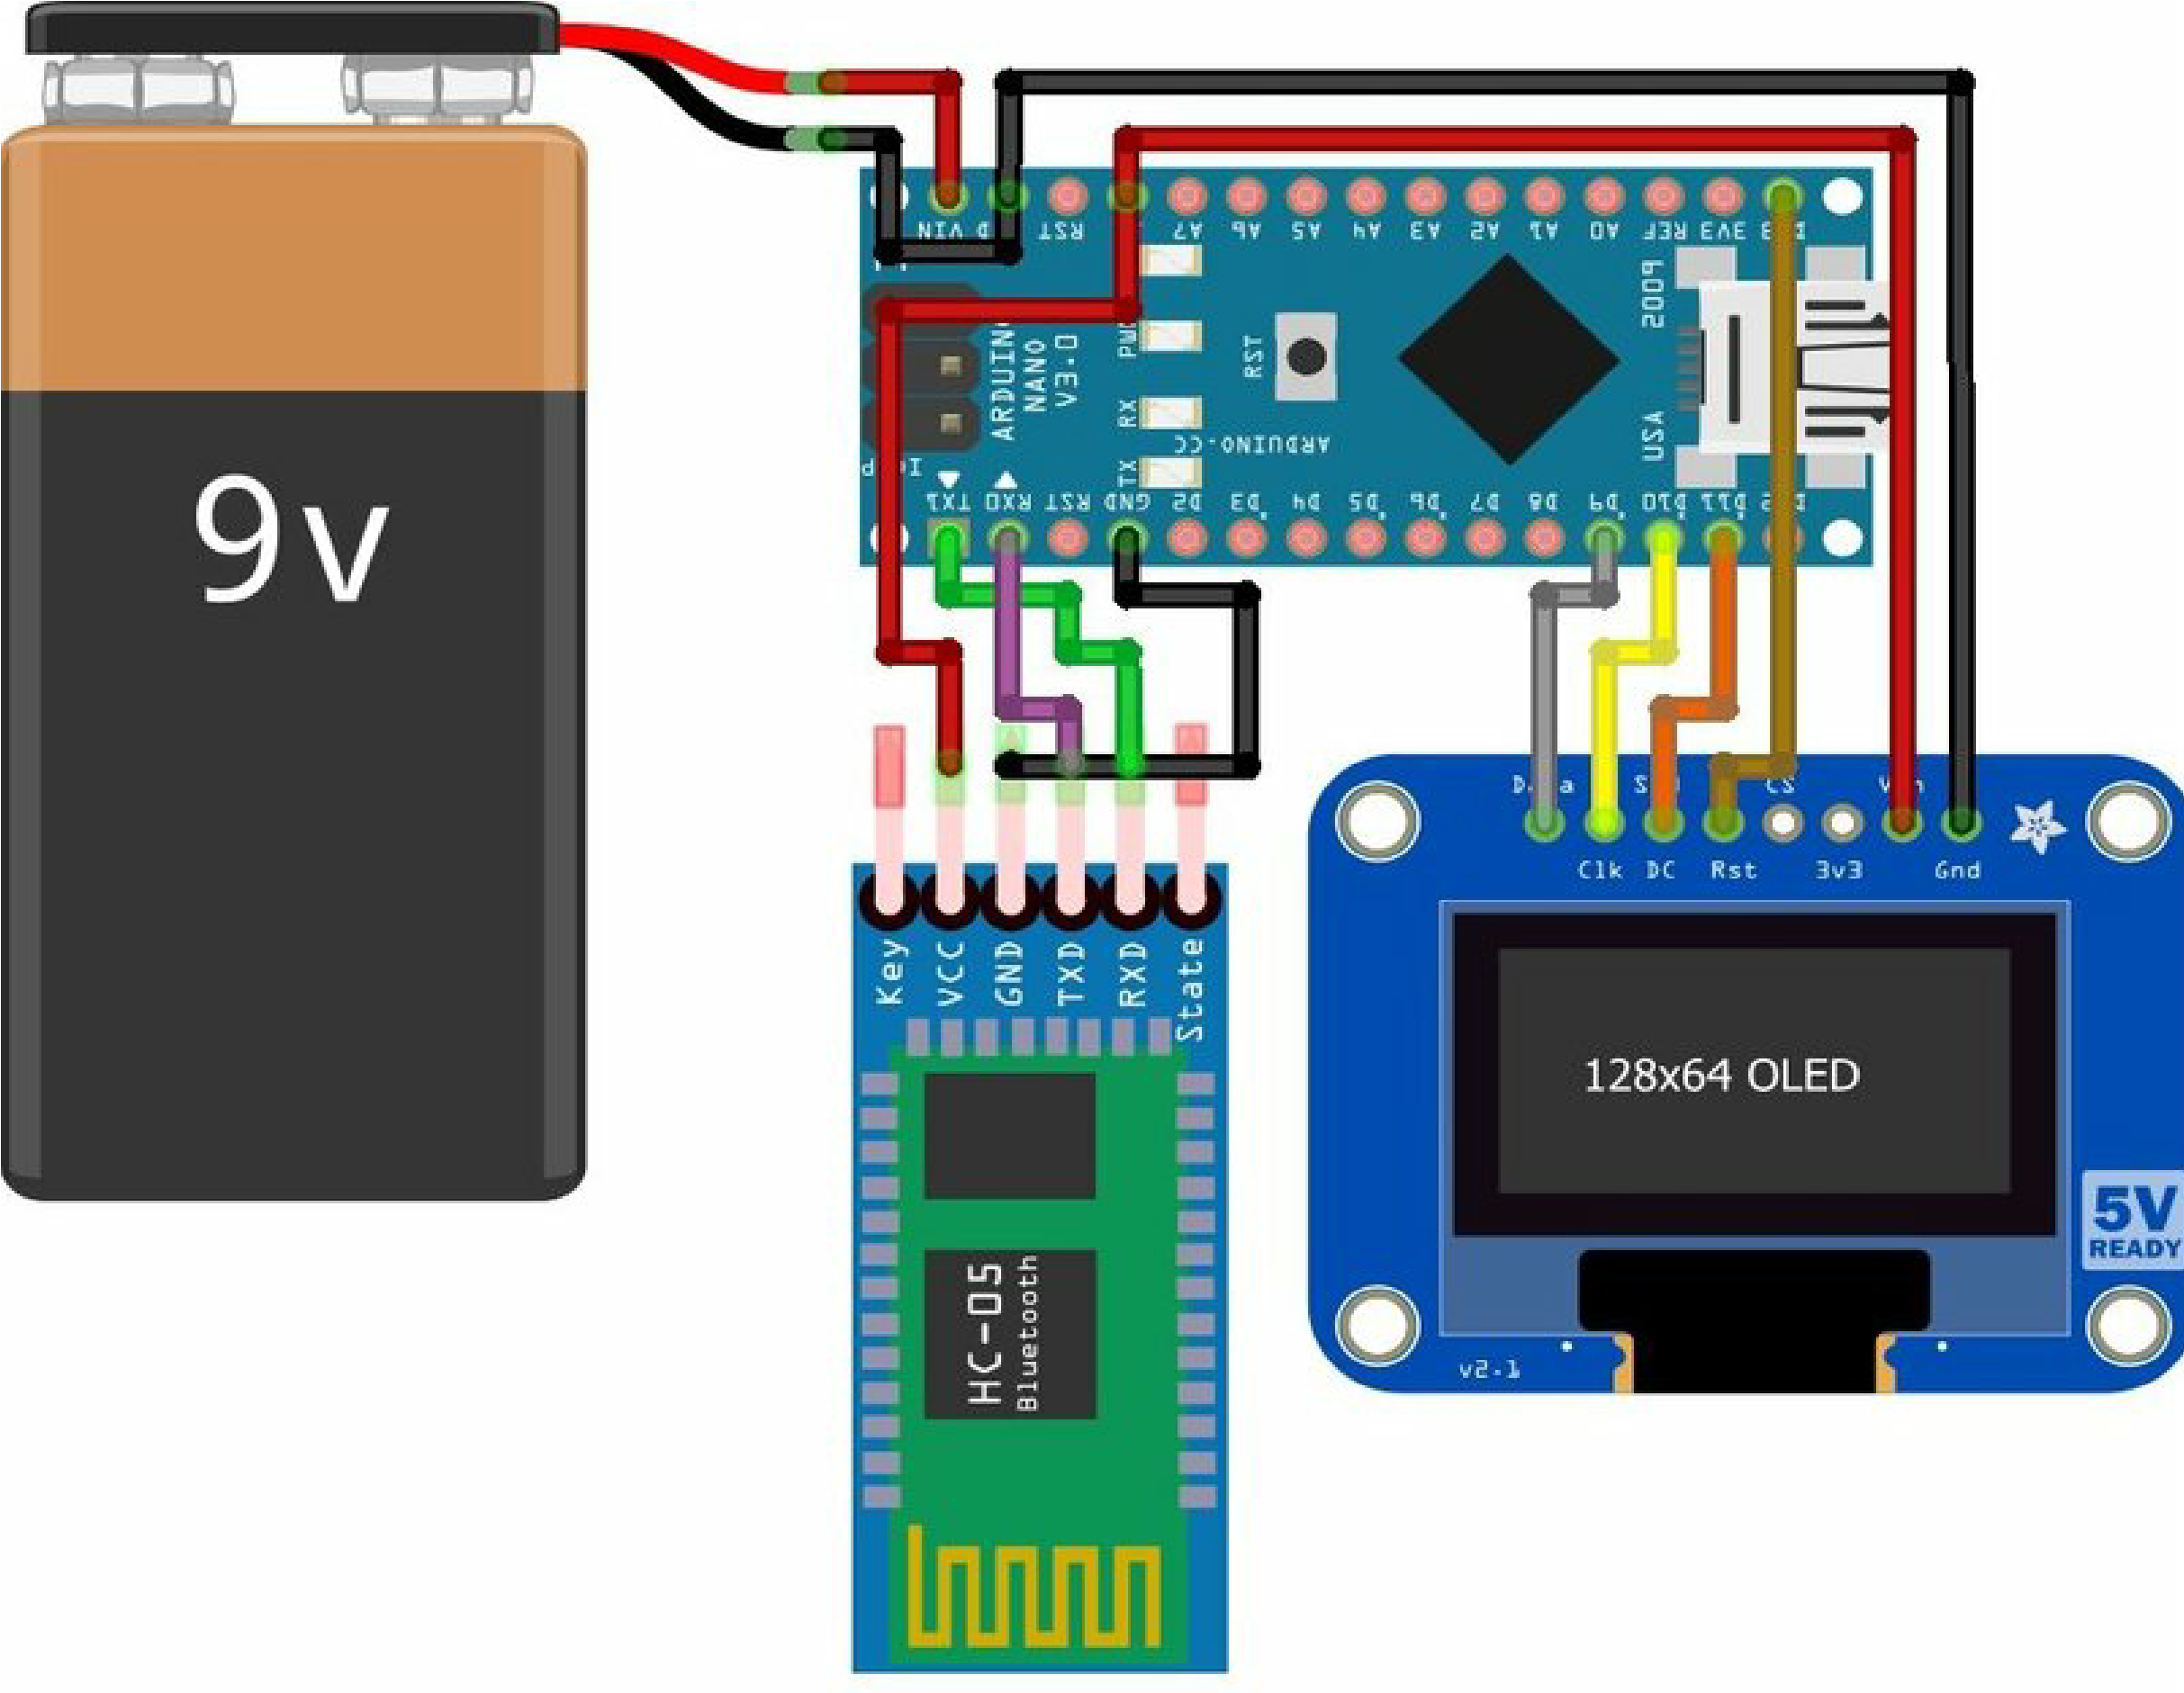 9v
VIN
RST
A7
A6
A5
A4
A3
A2
A1
A0
REF
3V3
ARDUINO
NANO
V3.0
RST
RX
TX
ARDUINO.CC
2009
USA
TX1
RX0
RST
GND
D2
D3
D4
D5
D6
D7
D8
D9
D10
D11
CS
Clk
DC
Rst
3v3
Gnd
Key
VCC
GND
TXD
RXD
State
128x64 OLED
5V
READY
v2.1
HC-05
Bluetooth